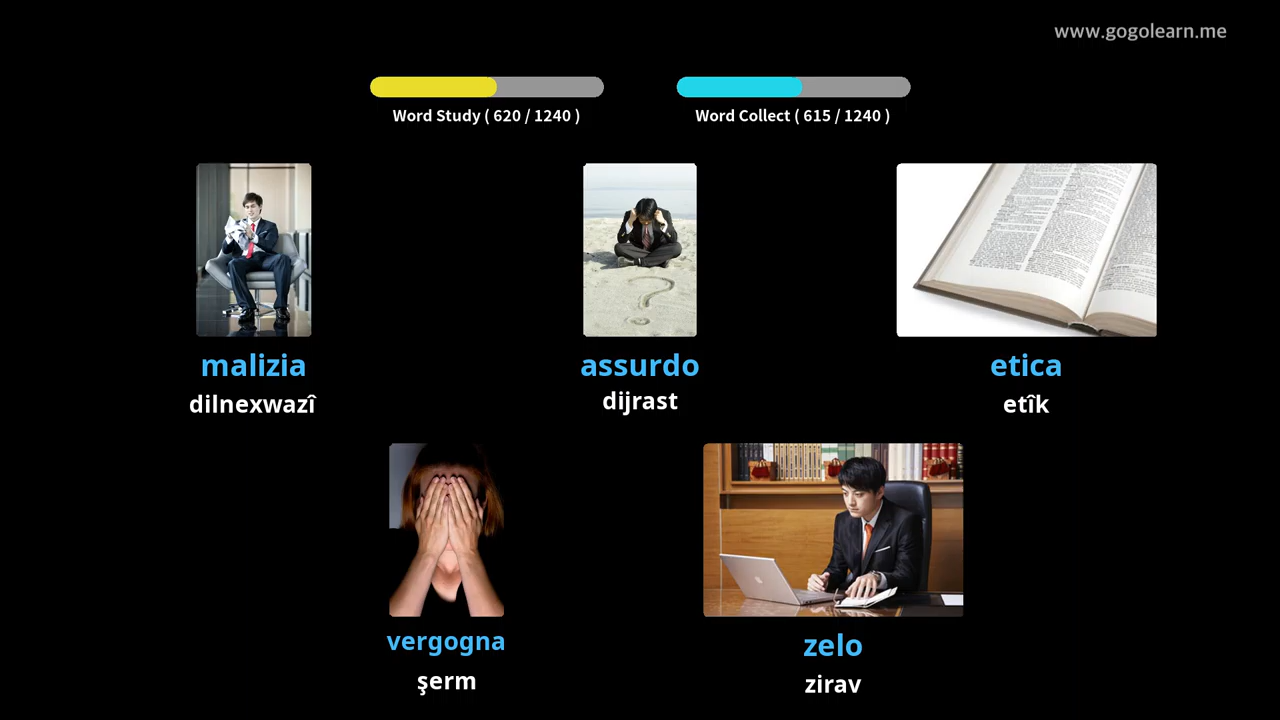 www.gogolearn.me
Word Study ( 620 / 1240 )
Word Collect ( 615 / 1240 )
malizia
dilnexwazî
assurdo
dijrast
etica
etîk
vergogna
şerm
zelo
zirav